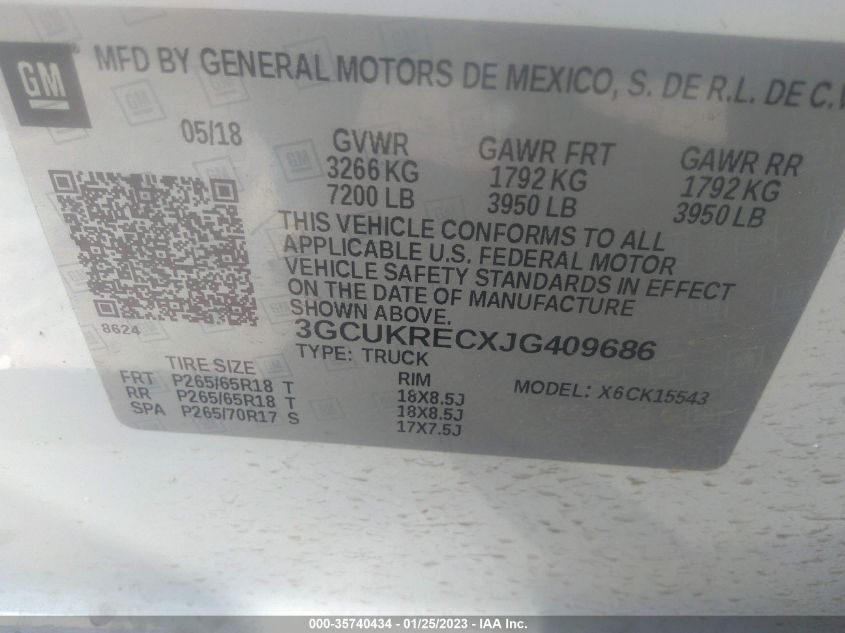 GM
MFD BY GENERAL MOTORS DE MEXICO, S. DE R.L. DE C.V
05/18
GVWR
3266 KG
7200 LB
GAWR FRT
1792 KG
3950 LB
GAWR RR
1792 KG
3950 LB
THIS VEHICLE CONFORMS TO ALL
APPLICABLE U.S. FEDERAL MOTOR
VEHICLE SAFETY STANDARDS IN EFFECT
ON THE DATE OF MANUFACTURE
SHOWN ABOVE.
8624
3GCUKRECXJG409686
TYPE: TRUCK
TIRE SIZE
FRT P265/65R18 T
RR P265/65R18 T
SPA P265/70R17 S
RIM
18X8.5J
18X8.5J
17X7.5J
MODEL: X6CK15543
000-35740434 - 01/25/2023 - IAA Inc.